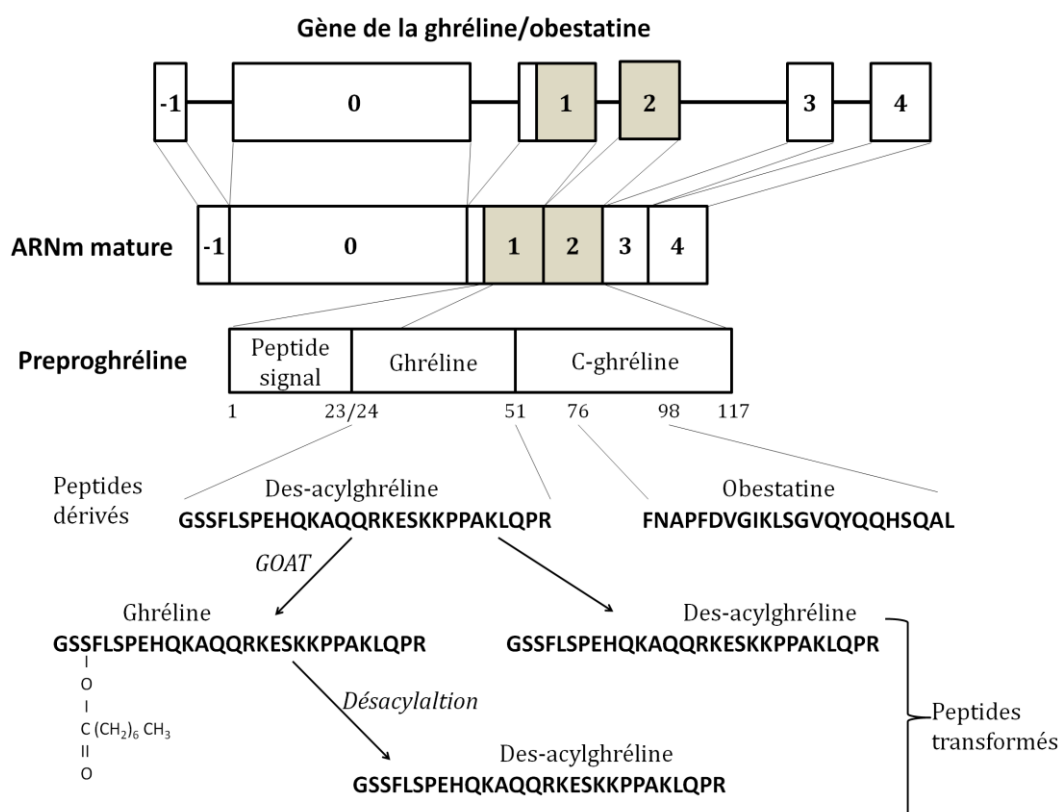 Gène de la ghréline/obestatine
-1 0 1 2 3 4
ARNm mature
-1 0 1 2 3 4
Preproghréline
Peptide signal
Ghréline
C-ghréline
1 23/24 51 76 98 117
Peptides
dérivés
Des-acylghréline
GSSFLSPEHQKAQQRKESKKPPAKLQPR
Obestatine
FNAPFDVGIKLSGVQYQQHSQAL
GOAT
Ghréline
GSSFLSPEHQKAQQRKESKKPPAKLQPR
O
C (CH2)6 CH3
O
Des-acylghréline
GSSFLSPEHQKAQQRKESKKPPAKLQPR
Désacylaltion
Des-acylghréline
GSSFLSPEHQKAQQRKESKKPPAKLQPR
Peptides
transformés